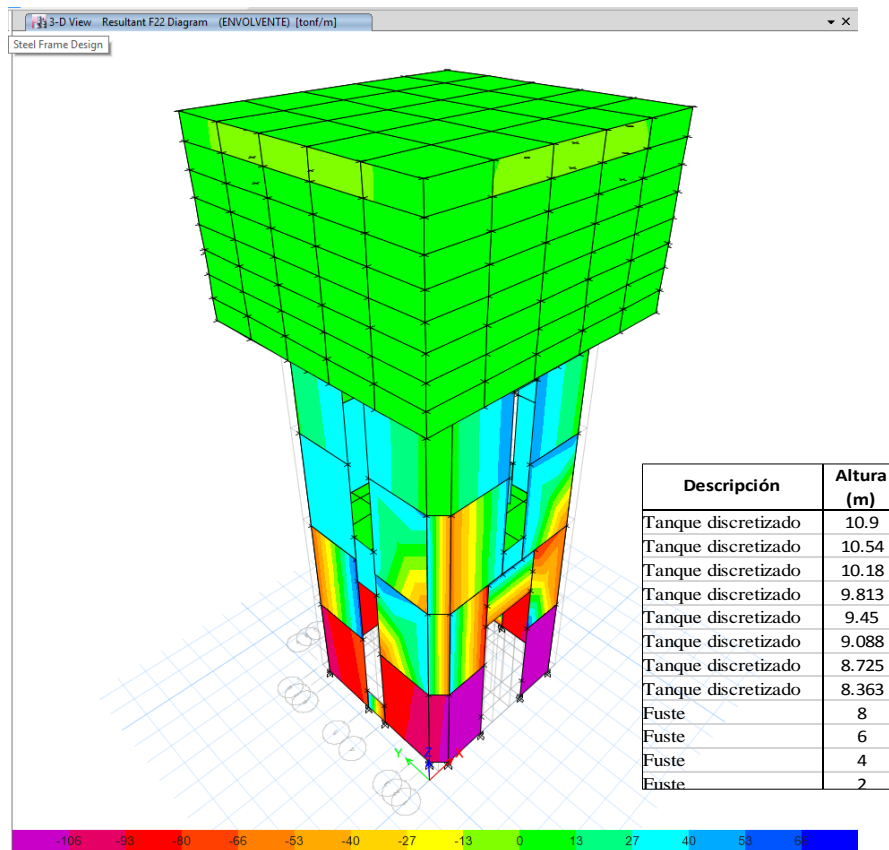 3-D View Resultant F22 Diagram (ENVOLVENTE) [tonf/m]
Steel Frame Design
Descripción Altura (m)
Tanque discretizado 10.9
Tanque discretizado 10.54
Tanque discretizado 10.18
Tanque discretizado 9.813
Tanque discretizado 9.45
Tanque discretizado 9.088
Tanque discretizado 8.725
Tanque discretizado 8.363
Fuste 8
Fuste 6
Fuste 4
Fuste 2
Y Z X
-106 -93 -80 -66 -53 -40 -27 -13 0 13 27 40 53